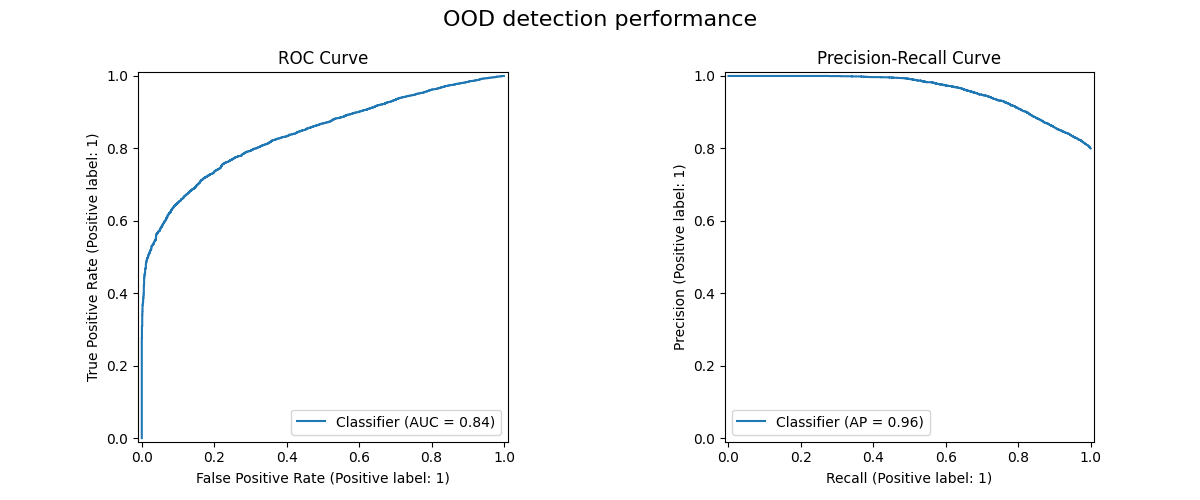 OOD detection performance
ROC Curve
1.0
0.8
0.6
0.4
0.2
0.0
True Positive Rate (Positive label: 1)
Classifier (AUC = 0.84)
0.0 0.2 0.4 0.6 0.8 1.0
False Positive Rate (Positive label: 1)
Precision-Recall Curve
1.0
0.8
0.6
0.4
0.2
0.0
Precision (Positive label: 1)
Classifier (AP = 0.96)
0.0 0.2 0.4 0.6 0.8 1.0
Recall (Positive label: 1)